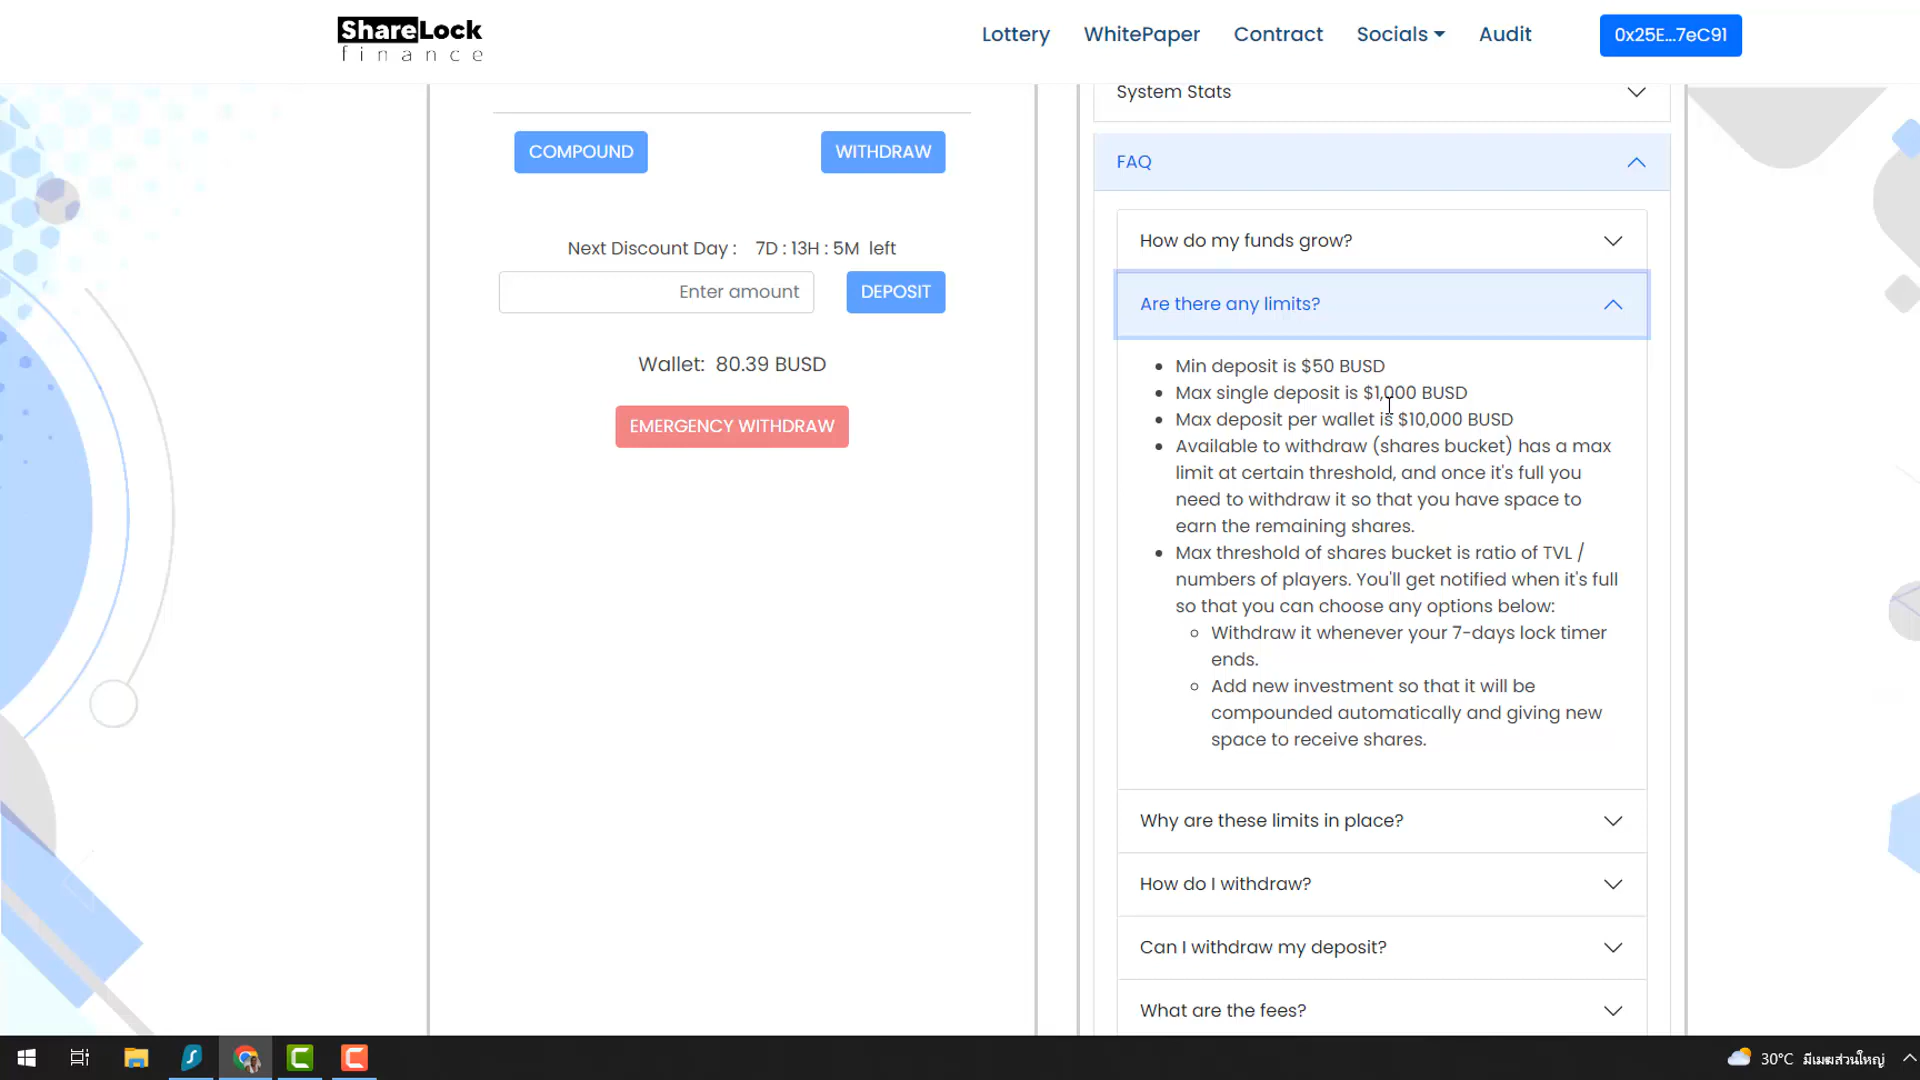 ShareLock
finance
Lottery
WhitePaper
Contract
Socials
Audit
0x25E...7eC91
COMPOUND
WITHDRAW
Next Discount Day : 7D : 13H : 5M left
Enter amount
DEPOSIT
Wallet: 80.39 BUSD
EMERGENCY WITHDRAW
System Stats
FAQ
How do my funds grow?
Are there any limits?
Min deposit is $50 BUSD
Max single deposit is $1,000 BUSD
Max deposit per wallet is $10,000 BUSD
Available to withdraw (shares bucket) has a max
limit at certain threshold, and once it's full you
need to withdraw it so that you have space to
earn the remaining shares.
Max threshold of shares bucket is ratio of TVL /
numbers of players. You'll get notified when it's full
so that you can choose any options below:
Withdraw it whenever your 7-days lock timer
ends.
Add new investment so that it will be
compounded automatically and giving new
space to receive shares.
Why are these limits in place?
How do I withdraw?
Can I withdraw my deposit?
What are the fees?
30°C มีเมฆส่วนใหญ่